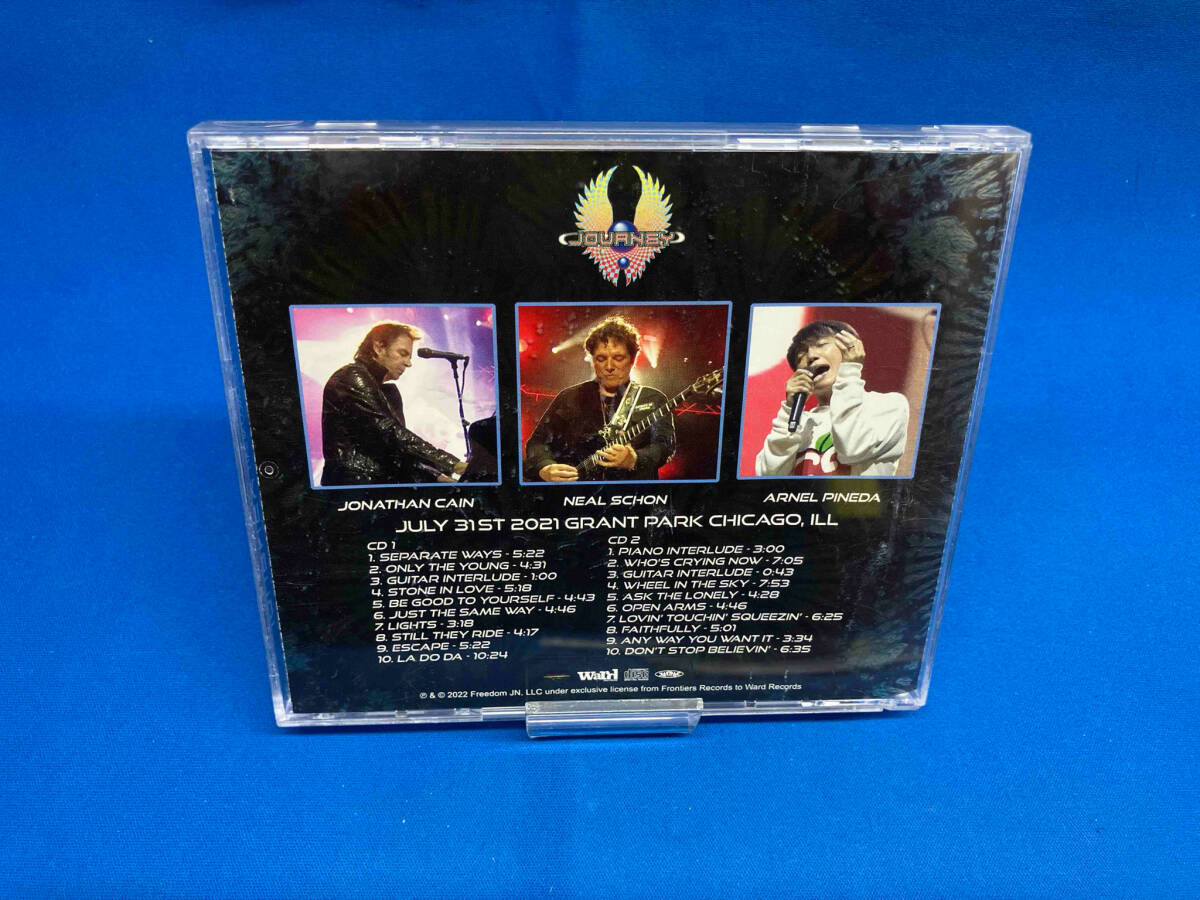 JOURNEY
JONATHAN CAIN
NEAL SCHON
ARNEL PINEDA
JULY 31ST 2021 GRANT PARK CHICAGO, ILL
CD 1
1. SEPARATE WAYS - 5:22
2. ONLY THE YOUNG - 4:31
3. GUITAR INTERLUDE - 1:00
4. STONE IN LOVE - 5:18
5. BE GOOD TO YOURSELF - 4:43
6. JUST THE SAME WAY - 4:46
7. LIGHTS - 3:18
8. STILL THEY RIDE - 4:17
9. ESCAPE - 5:22
10. LA DO DA - 10:24
CD 2
1. PIANO INTERLUDE - 3:00
2. WHO'S CRYING NOW - 7:05
3. GUITAR INTERLUDE - 0:43
4. WHEEL IN THE SKY - 7:53
5. ASK THE LONELY - 4:28
6. OPEN ARMS - 4:46
7. LOVIN' TOUCHIN' SQUEEZIN' - 6:25
8. FAITHFULLY - 5:01
9. ANY WAY YOU WANT IT - 3:34
10. DON'T STOP BELIEVIN' - 6:35
Ward
℗ & © 2022 Freedom JN, LLC under exclusive license from Frontiers Records to Ward Records